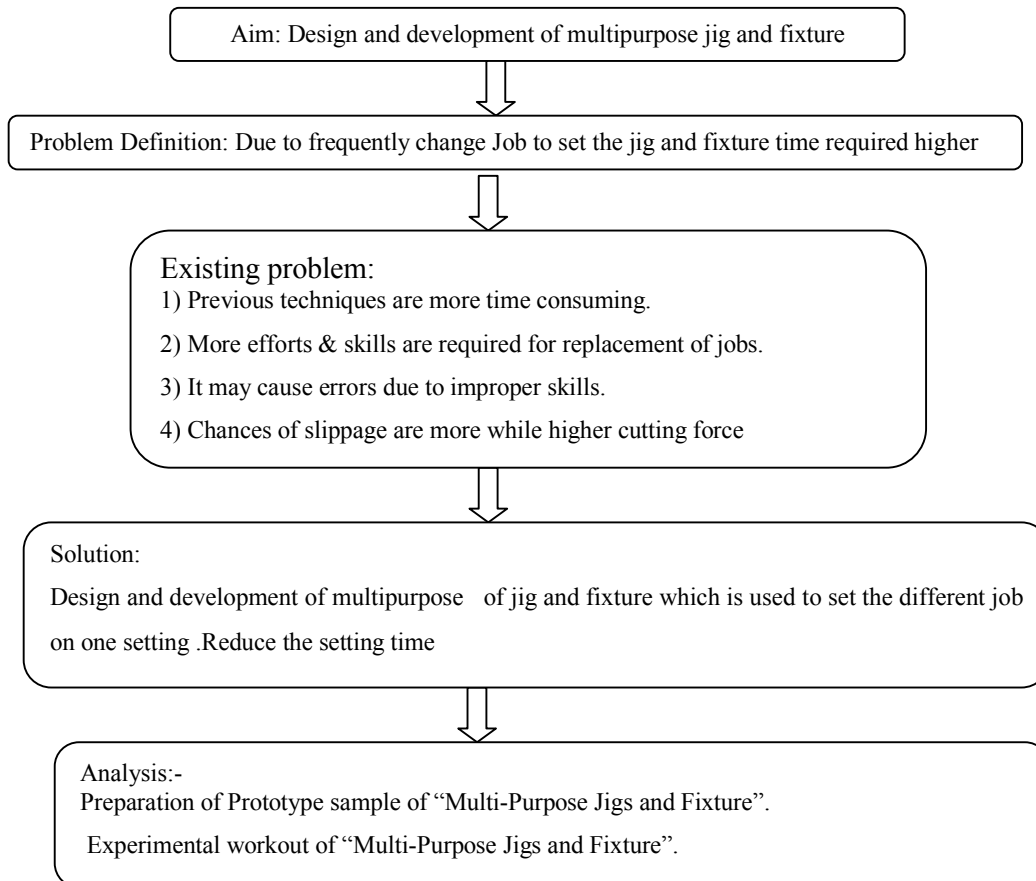 Aim: Design and development of multipurpose jig and fixture
Problem Definition: Due to frequently change Job to set the jig and fixture time required higher
Existing problem:
1) Previous techniques are more time consuming.
2) More efforts & skills are required for replacement of jobs.
3) It may cause errors due to improper skills.
4) Chances of slippage are more while higher cutting force
Solution:
Design and development of multipurpose of jig and fixture which is used to set the different job
on one setting .Reduce the setting time
Analysis:-
Preparation of Prototype sample of “Multi-Purpose Jigs and Fixture”.
Experimental workout of “Multi-Purpose Jigs and Fixture”.